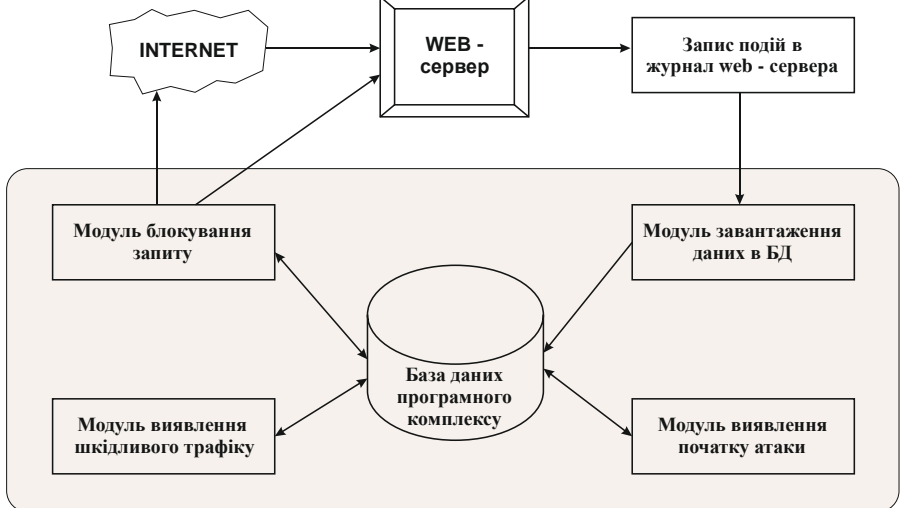 INTERNET
WEB -
сервер
Запис подій в
журнал web - сервера
Модуль блокування
запиту
Модуль завантаження
даних в БД
База даних
програмного
комплексу
Модуль виявлення
шкідливого трафіку
Модуль виявлення
початку атаки